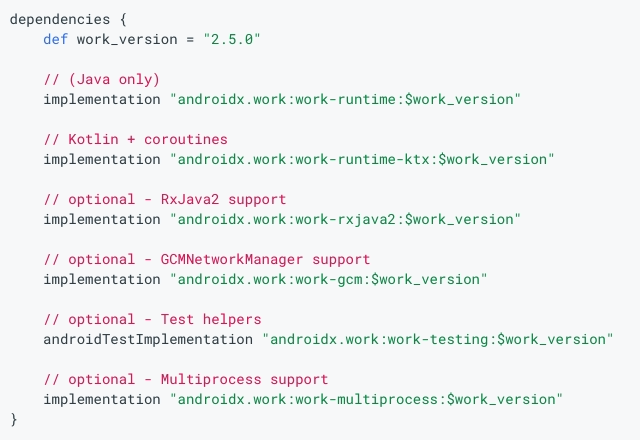 dependencies {
    def work_version = "2.5.0"

    // (Java only)
    implementation "androidx.work:work-runtime:$work_version"

    // Kotlin + coroutines
    implementation "androidx.work:work-runtime-ktx:$work_version"

    // optional - RxJava2 support
    implementation "androidx.work:work-rxjava2:$work_version"

    // optional - GCMNetworkManager support
    implementation "androidx.work:work-gcm:$work_version"

    // optional - Test helpers
    androidTestImplementation "androidx.work:work-testing:$work_version"

    // optional - Multiprocess support
    implementation "androidx.work:work-multiprocess:$work_version"
}